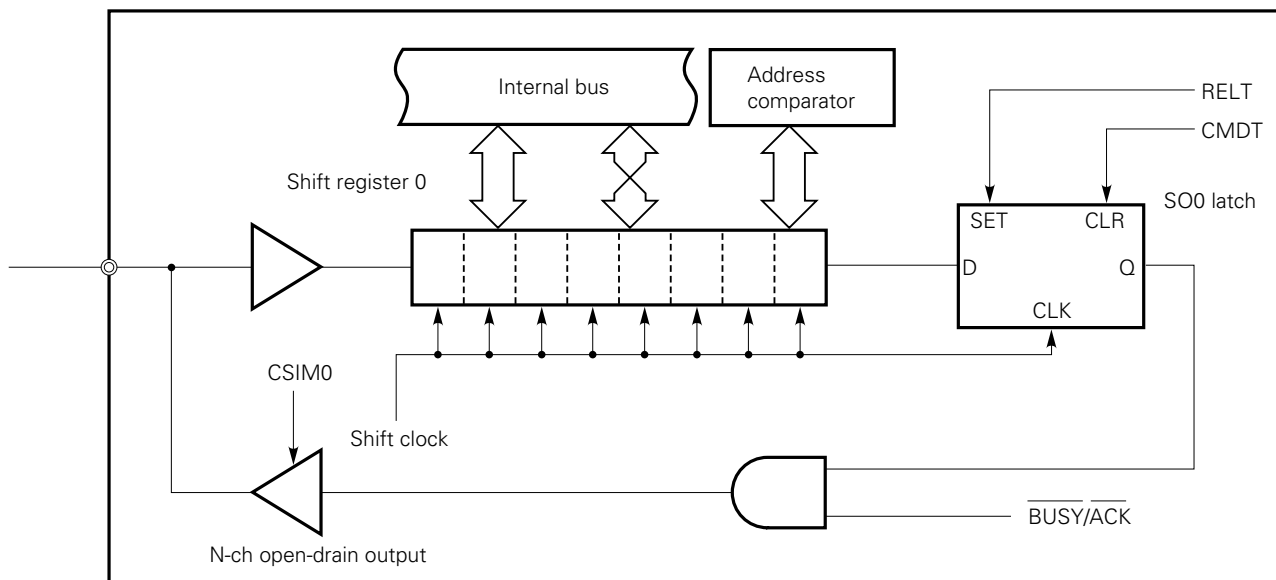 Internal bus
Address
comparator
RELT
CMDT
Shift register 0
SO0 latch
SET
CLR
D
Q
CLK
CSIM0
Shift clock
BUSY/ACK
N-ch open-drain output